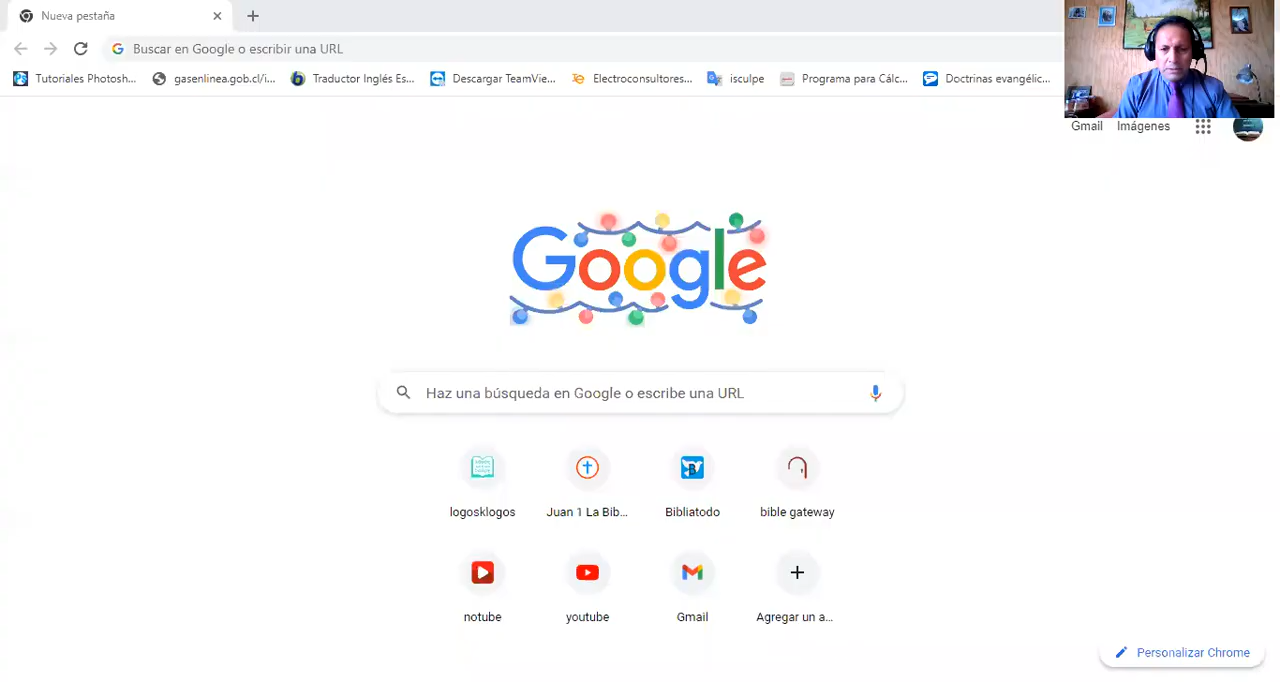 Nueva pestaña
Buscar en Google o escribir una URL
Tutoriales Photosh... gasenlinea.gob.cl/i... Traductor Inglés Es... Descargar TeamVie... Electroconsultores... isculpe Programa para Cálc... Doctrinas evangélic...
Gmail Imágenes
Google
Haz una búsqueda en Google o escribe una URL
logosklogos Juan 1 La Bib... Bibliatodo bible gateway
notube youtube Gmail Agregar un a...
Personalizar Chrome